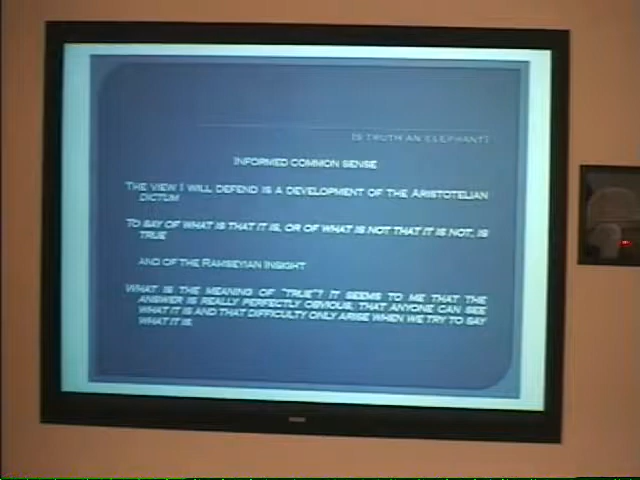 IS TRUTH AN ELEPHANT?
INFORMED COMMON SENSE
THE VIEW I WILL DEFEND IS A DEVELOPMENT OF THE ARISTOTELIAN
DICTUM
TO SAY OF WHAT IS THAT IT IS, OR OF WHAT IS NOT THAT IT IS NOT, IS
TRUE
AND OF THE RAMSEYIAN INSIGHT
WHAT IS THE MEANING OF "TRUE"? IT SEEMS TO ME THAT THE
ANSWER IS REALLY PERFECTLY OBVIOUS, THAT ANYONE CAN SEE
WHAT IT IS AND THAT DIFFICULTY ONLY ARISE WHEN WE TRY TO SAY
WHAT IT IS.